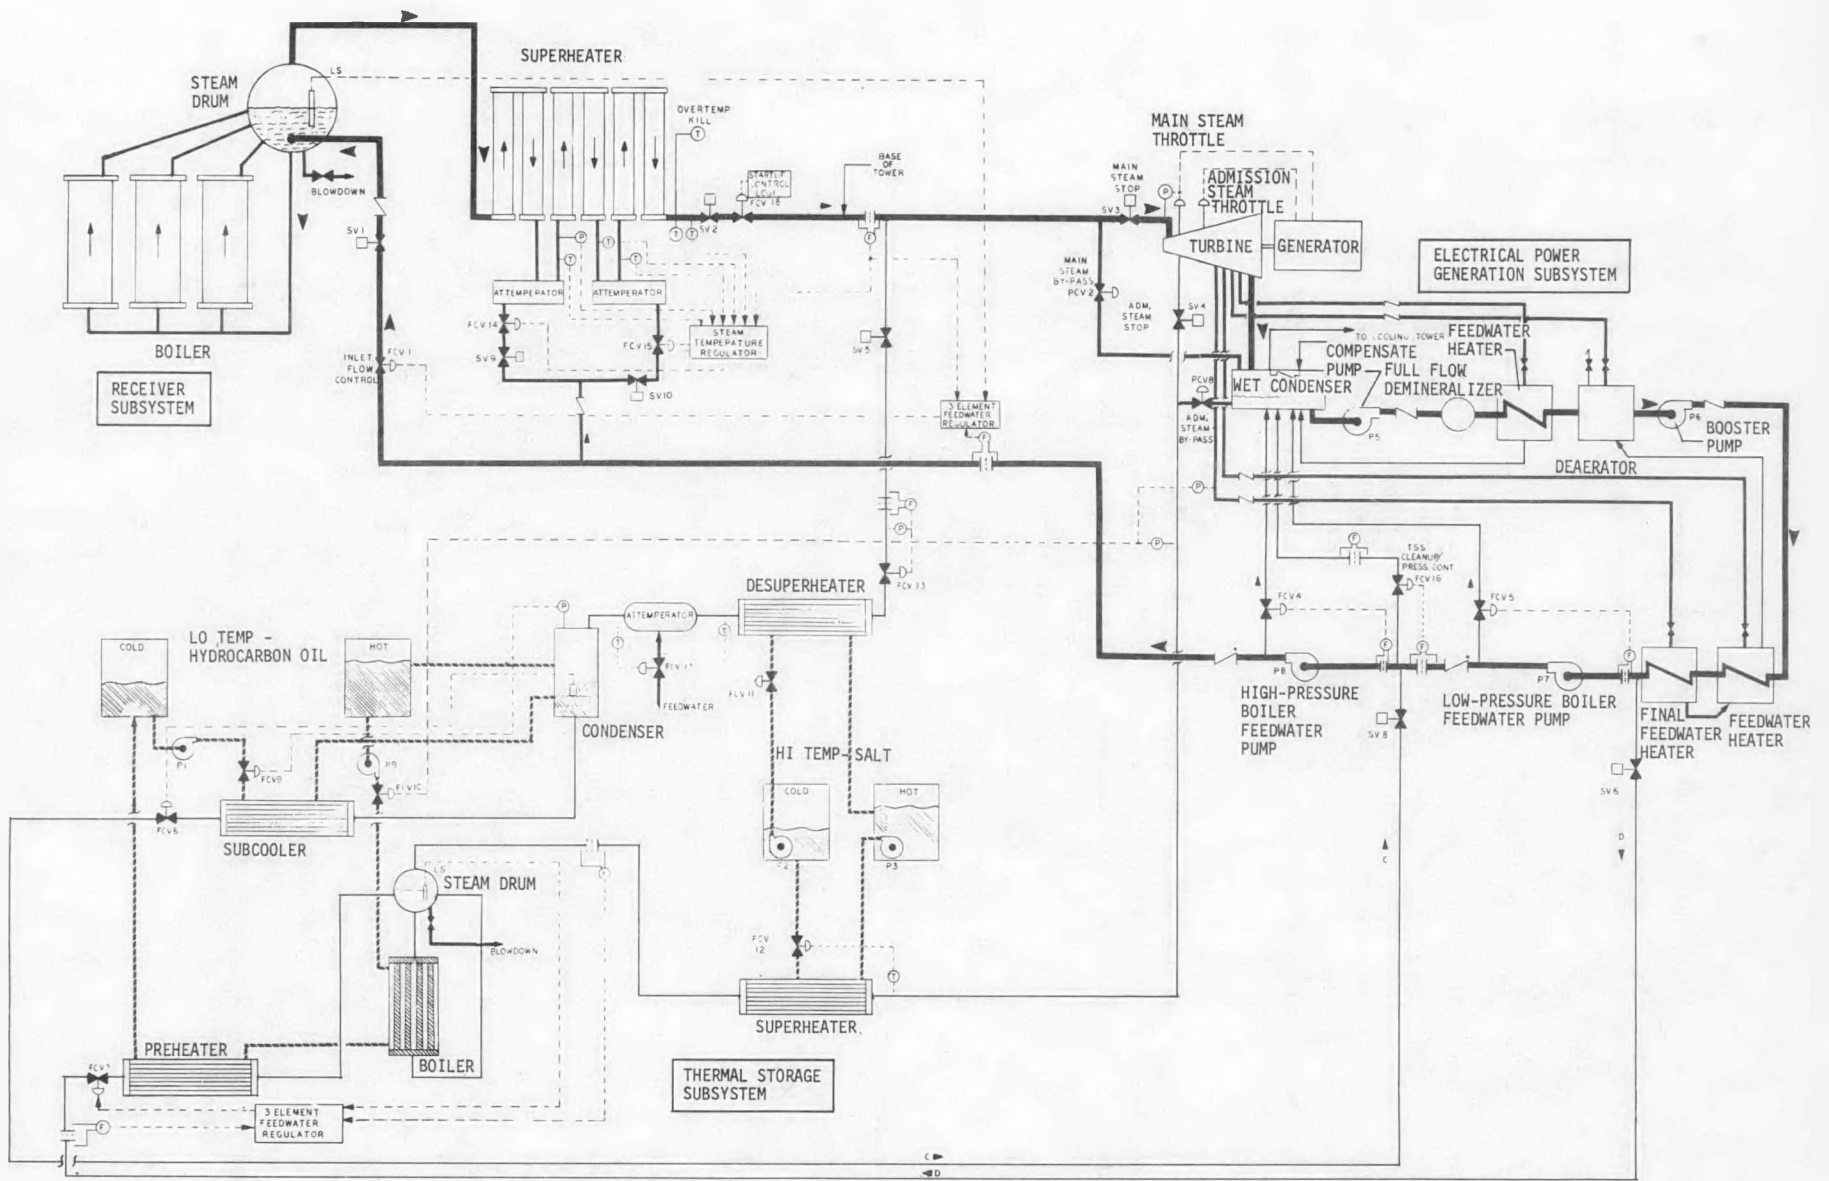 SUPERHEATER
STEAM
DRUM
LS
OVERTEMP
KILL
T
MAIN STEAM
THROTTLE
BASE
OF
TOWER
MAIN
STEAM
STOP
ADMISSION
STEAM
THROTTLE
STARTUP
CONTROL
FCV 18
BLOWDOWN
P
SV3
SV2
T
T
F
SV1
TURBINE
GENERATOR
ELECTRICAL POWER
GENERATION SUBSYSTEM
P
T
T
MAIN
STEAM
BY-PASS
PCV2
ATTEMPERATOR
ATTEMPERATOR
ADM.
STEAM
STOP
SV4
FCV14
STEAM
TEMPERATURE
REGULATOR
FCV15
SV5
TO COOLING TOWER
FEEDWATER
HEATER
BOILER
INLET
FLOW
CONTROL
FCV1
SV9
COMPENSATE
PUMP
FULL FLOW
DEMINERALIZER
WET CONDENSER
RECEIVER
SUBSYSTEM
SV10
PCV8
ADM.
STEAM
BY-PASS
3 ELEMENT
FEEDWATER
REGULATOR
F
P5
P6
BOOSTER
PUMP
DEAERATOR
P
F
P
P
F
TSS
CLEANUP/
PRESS CONT
FCV16
FCV13
DESUPERHEATER
ATTEMPERATOR
P
FCV4
FCV5
LO TEMP -
HYDROCARBON OIL
COLD
HOT
T
T
F
F
F
FCV17
FCV11
FEEDWATER
CONDENSER
P8
P7
HIGH-PRESSURE
BOILER
FEEDWATER
PUMP
LOW-PRESSURE BOILER
FEEDWATER PUMP
FINAL
FEEDWATER
HEATER
FEEDWATER
HEATER
SV8
HI TEMP-SALT
P1
FCV9
P9
SV6
COLD
HOT
FCV6
SUBCOOLER
P3
D
C
LS
STEAM DRUM
F
BLOWDOWN
FCV
12
T
SUPERHEATER
PREHEATER
BOILER
THERMAL STORAGE
SUBSYSTEM
3 ELEMENT
FEEDWATER
REGULATOR
F
C
D